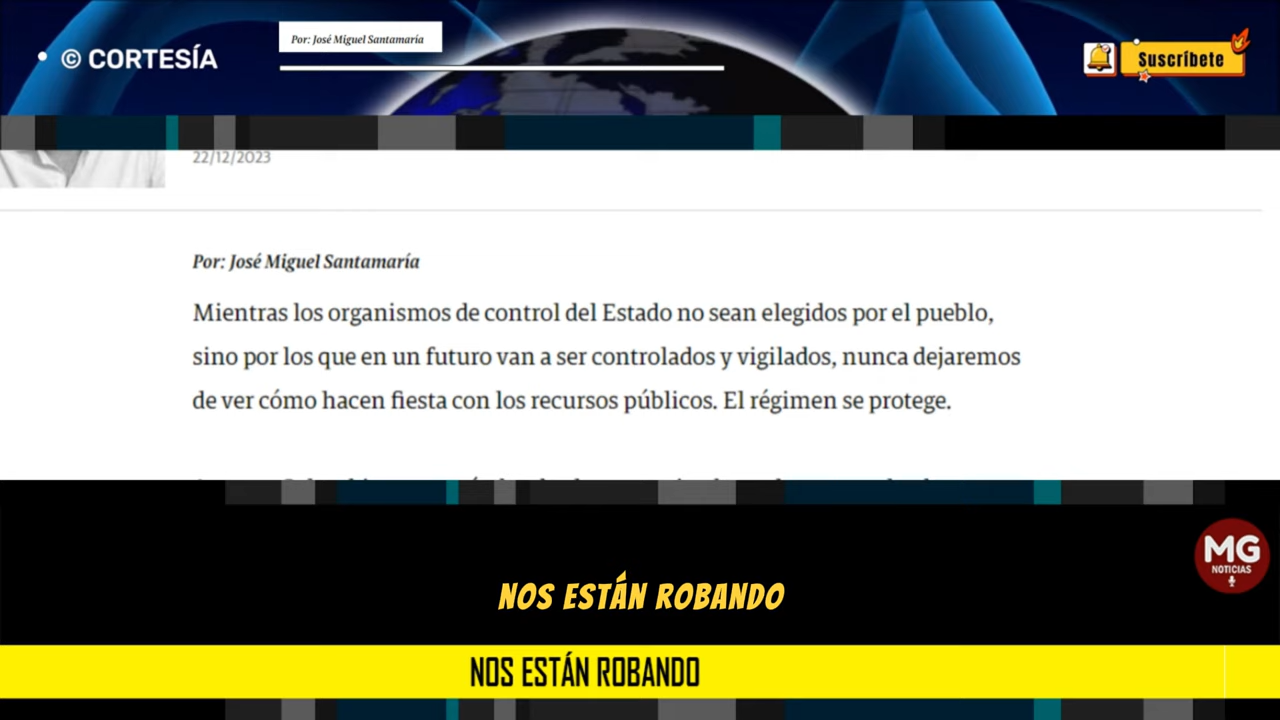 © CORTESÍA
Por: José Miguel Santamaría
Suscríbete
22/12/2023
Por: José Miguel Santamaría
Mientras los organismos de control del Estado no sean elegidos por el pueblo,
sino por los que en un futuro van a ser controlados y vigilados, nunca dejaremos
de ver cómo hacen fiesta con los recursos públicos. El régimen se protege.
MG
NOTICIAS
NOS ESTÁN ROBANDO
NOS ESTÁN ROBANDO